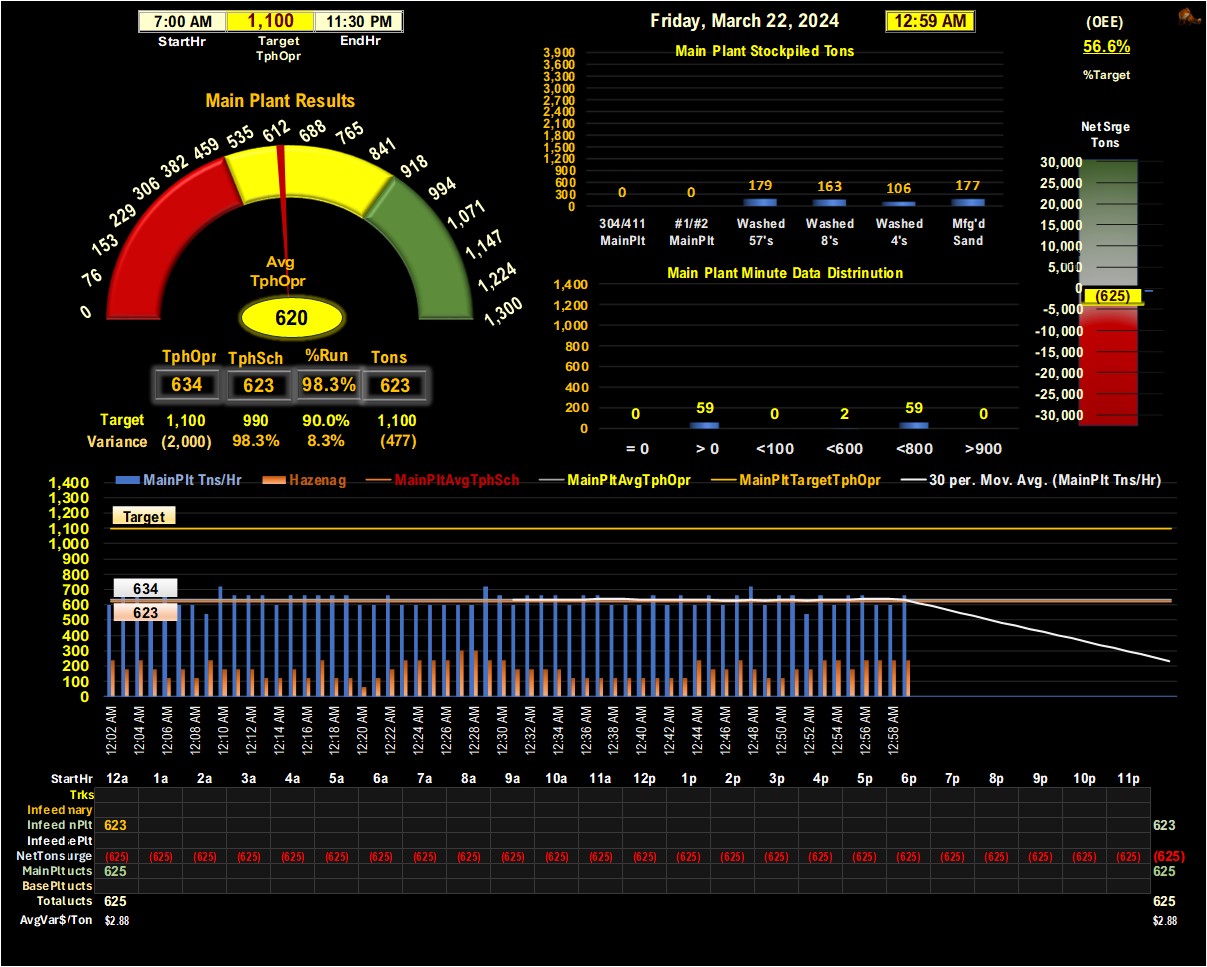 7:00 AM 1,100 11:30 PM
StartHr Target TphOpr EndHr
Friday, March 22, 2024 12:59 AM
(OEE)
56.6%
%Target
Main Plant Results
0 76 153 229 306 382 459 535 612 688 765 841 918 994 1,071 1,147 1,224 1,300
Avg
TphOpr
620
TphOpr TphSch %Run Tons
634 623 98.3% 623
Target 1,100 990 90.0% 1,100
Variance (2,000) 98.3% 8.3% (477)
Main Plant Stockpiled Tons
3,900
3,600
3,300
3,000
2,700
2,400
2,100
1,800
1,500
1,200
900
600
300
0
0 0 179 163 106 177
304/411 #1/#2 Washed Washed Washed Mfg'd
MainPlt MainPlt 57's 8's 4's Sand
Main Plant Minute Data Distrinution
1,400
1,200
1,000
800
600
400
200
0
0 59 0 2 59 0
= 0 > 0 <100 <600 <800 >900
Net Srge
Tons
30,000
25,000
20,000
15,000
10,000
5,000
0
(625)
-5,000
-10,000
-15,000
-20,000
-25,000
-30,000
MainPlt Tns/Hr Hazenag MainPltAvgTphSch MainPltAvgTphOpr MainPltTargetTphOpr 30 per. Mov. Avg. (MainPlt Tns/Hr)
1,400
1,300
1,200
1,100
1,000
900
800
700
600
500
400
300
200
100
0
Target
634
623
12:02 AM 12:04 AM 12:06 AM 12:08 AM 12:10 AM 12:12 AM 12:14 AM 12:16 AM 12:18 AM 12:20 AM 12:22 AM 12:24 AM 12:26 AM 12:28 AM 12:30 AM 12:32 AM 12:34 AM 12:36 AM 12:38 AM 12:40 AM 12:42 AM 12:44 AM 12:46 AM 12:48 AM 12:50 AM 12:52 AM 12:54 AM 12:56 AM 12:58 AM
StartHr 12a 1a 2a 3a 4a 5a 6a 7a 8a 9a 10a 11a 12p 1p 2p 3p 4p 5p 6p 7p 8p 9p 10p 11p
Trks
Infeed nary
Infeed nPlt 623 623
Infeed ePlt
NetTons urge (625) (625) (625) (625) (625) (625) (625) (625) (625) (625) (625) (625) (625) (625) (625) (625) (625) (625) (625) (625) (625) (625) (625) (625) (625)
MainPlt ucts 625 625
BasePlt ucts
Total ucts 625 625
AvgVar$/Ton $2.88 $2.88